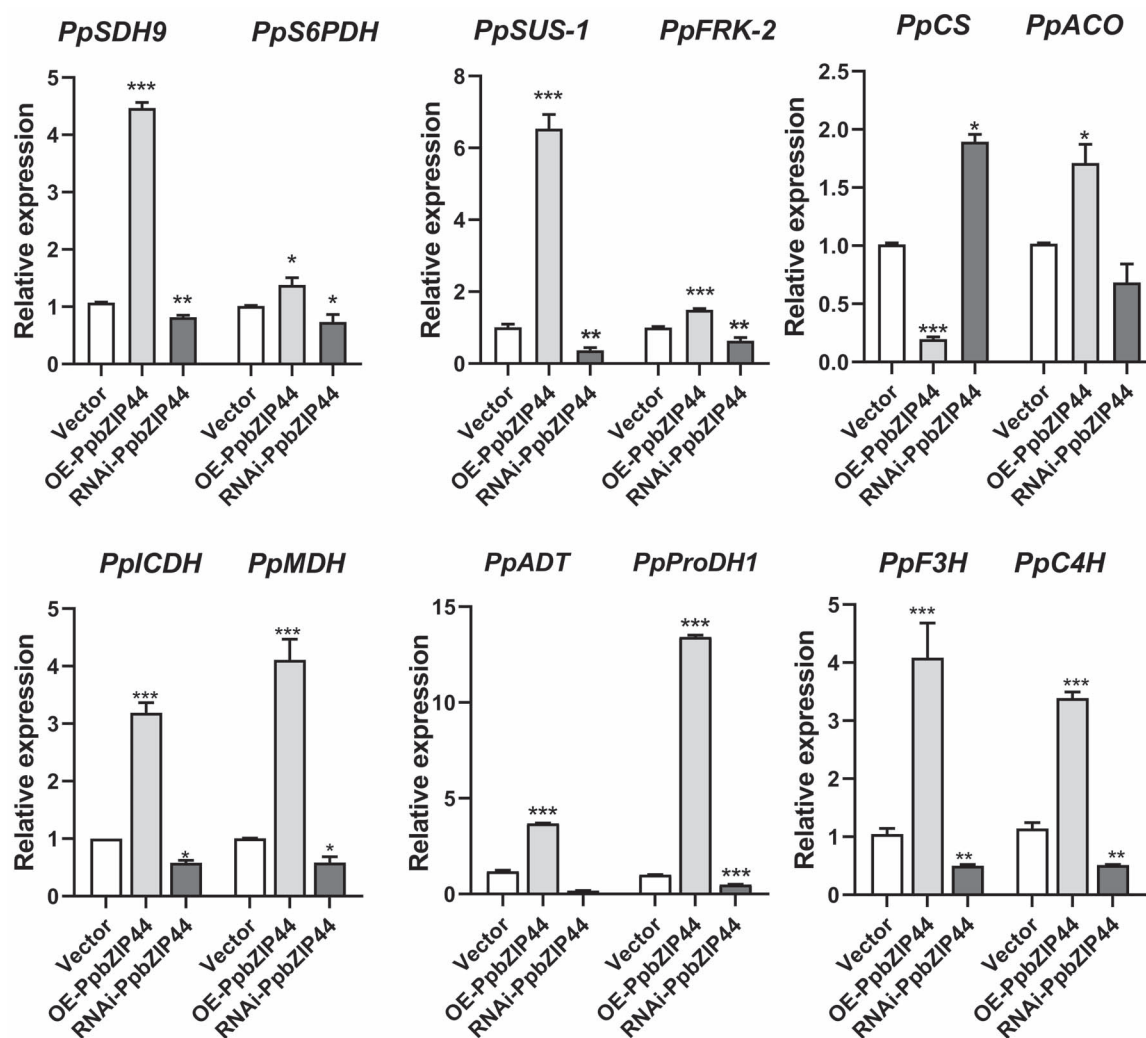 PpSDH9 PpS6PDH
Relative expression
5
4
3
2
1
0
***
**
*
*
Vector
OE-PpbZIP44
RNAi-PpbZIP44
Vector
OE-PpbZIP44
RNAi-PpbZIP44
PpSUS-1 PpFRK-2
Relative expression
8
6
4
2
0
***
**
***
**
Vector
OE-PpbZIP44
RNAi-PpbZIP44
Vector
OE-PpbZIP44
RNAi-PpbZIP44
PpCS PpACO
Relative expression
2.5
2.0
1.5
1.0
0.5
0.0
***
*
*
Vector
OE-PpbZIP44
RNAi-PpbZIP44
Vector
OE-PpbZIP44
RNAi-PpbZIP44
PpICDH PpMDH
Relative expression
5
4
3
2
1
0
***
*
***
*
Vector
OE-PpbZIP44
RNAi-PpbZIP44
Vector
OE-PpbZIP44
RNAi-PpbZIP44
PpADT PpProDH1
Relative expression
15
10
5
0
***
***
***
Vector
OE-PpbZIP44
RNAi-PpbZIP44
Vector
OE-PpbZIP44
RNAi-PpbZIP44
PpF3H PpC4H
Relative expression
5
4
3
2
1
0
***
**
***
**
Vector
OE-PpbZIP44
RNAi-PpbZIP44
Vector
OE-PpbZIP44
RNAi-PpbZIP44